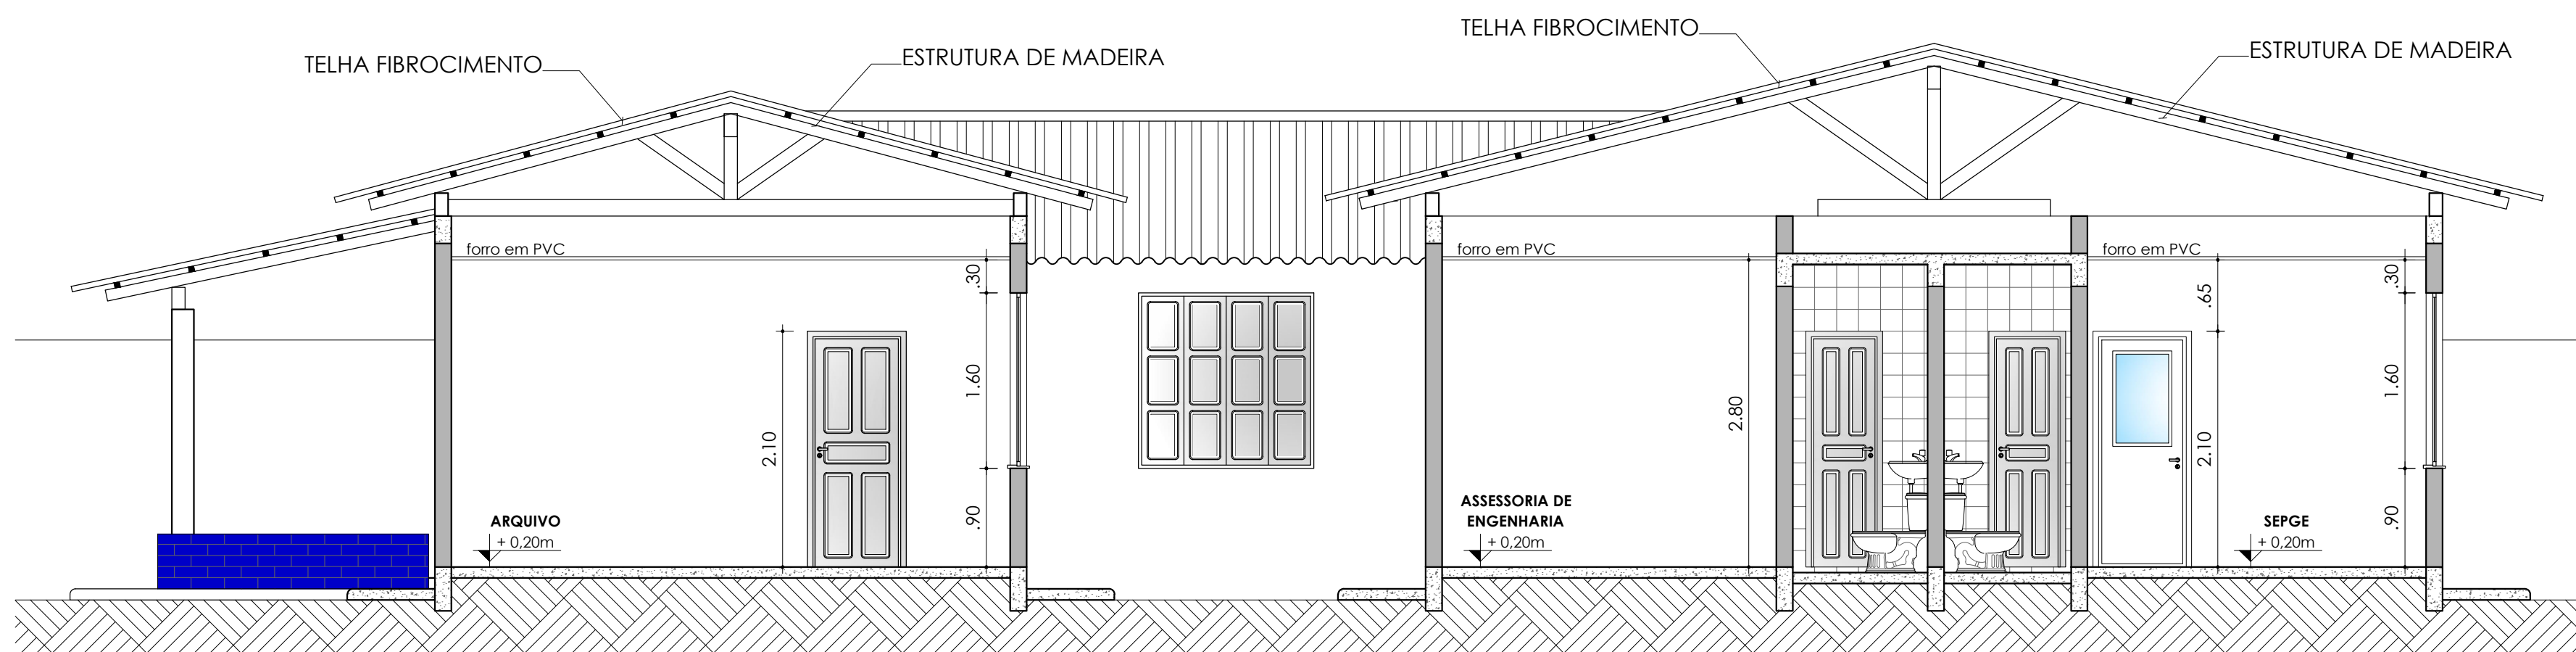 TELHA FIBROCIMENTO
ESTRUTURA DE MADEIRA
TELHA FIBROCIMENTO
ESTRUTURA DE MADEIRA
forro em PVC
forro em PVC
forro em PVC
.30
1.60
.90
2.10
2.80
.65
2.10
.30
1.60
.90
ARQUIVO
+ 0,20m
ASSESSORIA DE
ENGENHARIA
+ 0,20m
SEPGE
+ 0,20m